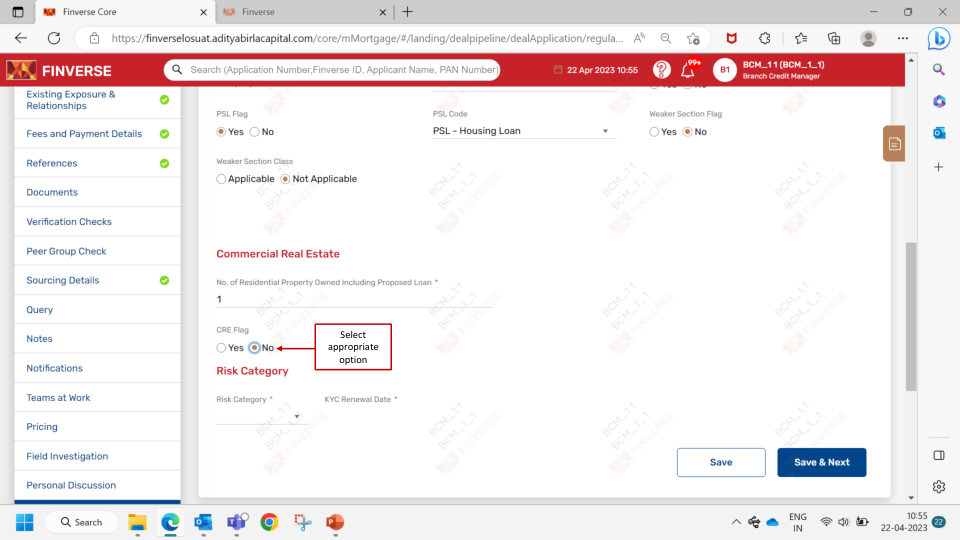 Finverse Core
Finverse
https://finverselosuat.adityabirlacapital.com/core/mMortgage/#/landing/dealpipeline/dealApplication/regula...
FINVERSE
Search (Application Number,Finverse ID, Applicant Name, PAN Number)
22 Apr 2023 10:55
99+
B1
BCM_1 1 (BCM_1_1)
Branch Credit Manager
Existing Exposure &
Relationships
Fees and Payment Details
References
Documents
Verification Checks
Peer Group Check
Sourcing Details
Query
Notes
Notifications
Teams at Work
Pricing
Field Investigation
Personal Discussion
PSL Flag
Yes No
PSL Code
PSL - Housing Loan
Weaker Section Flag
Yes No
Weaker Section Class
Applicable Not Applicable
Commercial Real Estate
No. of Residential Property Owned Including Proposed Loan *
1
CRE Flag
Yes No
Select
appropriate
option
Risk Category
Risk Category *
KYC Renewal Date *
Save
Save & Next
BCM_11
BCM_1_1
FINVERSE
Search
ENG
IN
10:55
22-04-2023
22